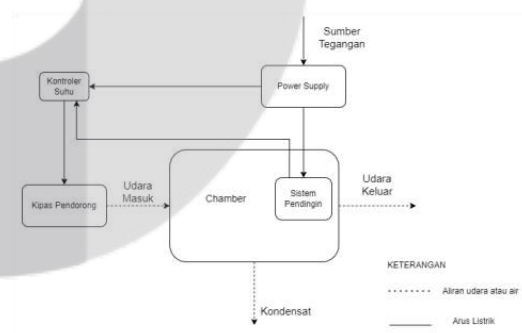 Sumber
Tegangan
Kontroler
Suhu
Power Supply
Udara
Masuk
Kipas Pendorong
Chamber
Sistem
Pendingin
Udara
Keluar
KETERANGAN
Aliran udara atau air
Kondensat
Arus Listrik